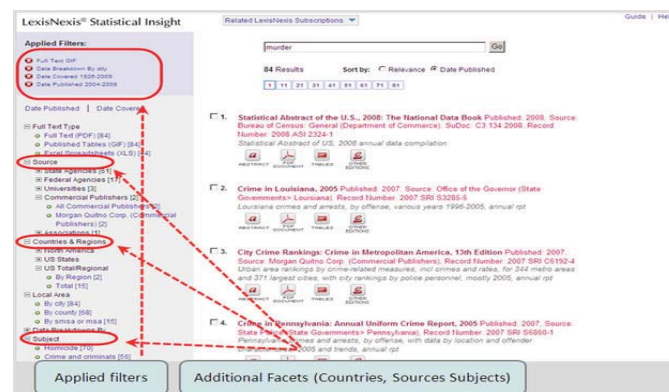 LexisNexis® Statistical Insight
Related LexisNexis Subscriptions
Guide | Hel
Applied Filters:
Full Text GIF
Data Breakdown By city
Date Covered 1826-2009
Date Published 2004-2008
Date Published | Date Covered
Full Text Type
Full Text (PDF) [84]
Published Tables (GIF) [84]
Excel Spreadsheets (XLS)
Source
State Agencies [61]
Federal Agencies
Universities [3]
Commercial Publishers [2]
All Commercial Publishers [2]
Morgan Quitno Corp. (Commercial
Publishers) [2]
Associations [1]
Countries & Regions
North America
US States
US Total/Regional
By Region [2]
Total [15]
Local Area
By city [84]
By county [68]
By smsa or msa [15]
Data Breakdowns By
Subject
Homicide [70]
Crime and criminals [56]
murder
Go
84 Results Sort by: Relevance Date Published
1 11 21 31 41 51 61 71 81
1. Statistical Abstract of the U.S., 2008: The National Data Book Published: 2008, Source:
Bureau of Census: General (Department of Commerce). SuDoc: C3.134:2008. Record
Number: 2008 ASI 2324-1
Statistical Abstract of US, 2008 annual data compilation
ABSTRACT PDF DOCUMENT TABLES OTHER EDITIONS
2. Crime in Louisiana, 2005 Published: 2007, Source: Office of the Governor (State
Governments> Louisiana). Record Number: 2007 SRI S3285-5
Louisiana crimes and arrests, by offense, various years 1996-2005, annual rpt
ABSTRACT PDF DOCUMENT TABLES OTHER EDITIONS
3. City Crime Rankings: Crime in Metropolitan America, 13th Edition Published: 2007,
Source: Morgan Quitno Corp. (Commercial Publishers), Record Number: 2007 SRI C6192-4
Urban area rankings by crime-related measures, incl crimes and rates, for 344 metro areas
and 371 largest cities, with city rankings by police personnel, mostly 2005, annual rpt
ABSTRACT PDF DOCUMENT TABLES OTHER EDITIONS
4. Crime in Pennsylvania: Annual Uniform Crime Report, 2005 Published: 2007, Source:
State Police (State Governments> Pennsylvania), Record Number: 2007 SRI S6860-1
Pennsylvania crimes and arrests, by offense, with data by location and offender
characteristics, 2005 and trends, annual rpt
Applied filters
Additional Facets (Countries, Sources Subjects)